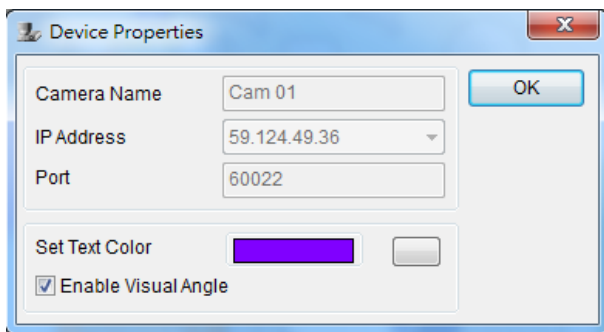 Device Properties
Camera Name
Cam 01
OK
IP Address
59.124.49.36
Port
60022
Set Text Color
Enable Visual Angle